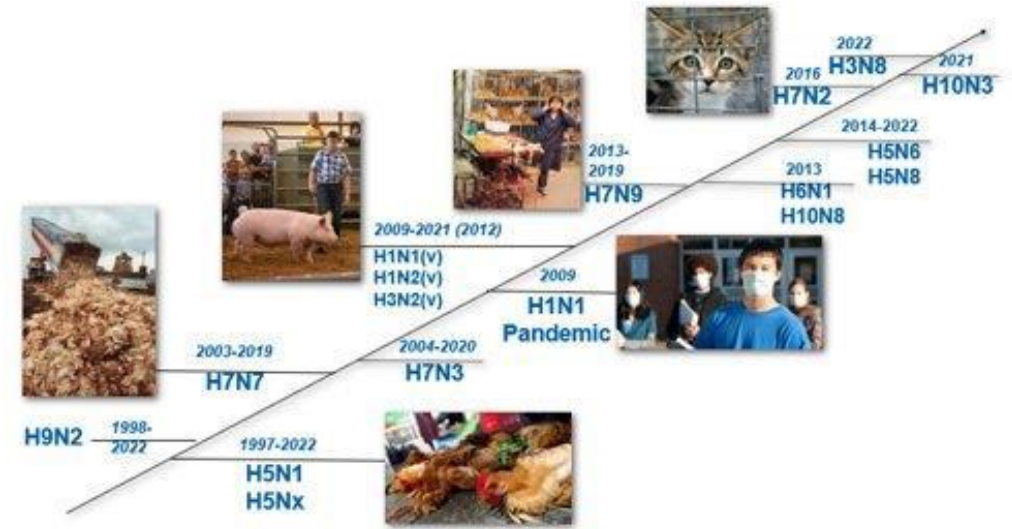 2022
H3N8
2021
H10N3
2016
H7N2
2014-2022
H5N6
H5N8
2013-
2019
H7N9
2013
H6N1
H10N8
2009-2021 (2012)
H1N1(v)
H1N2(v)
H3N2(v)
2009
H1N1
Pandemic
2003-2019
H7N7
2004-2020
H7N3
H9N2
1998-
2022
1997-2022
H5N1
H5Nx